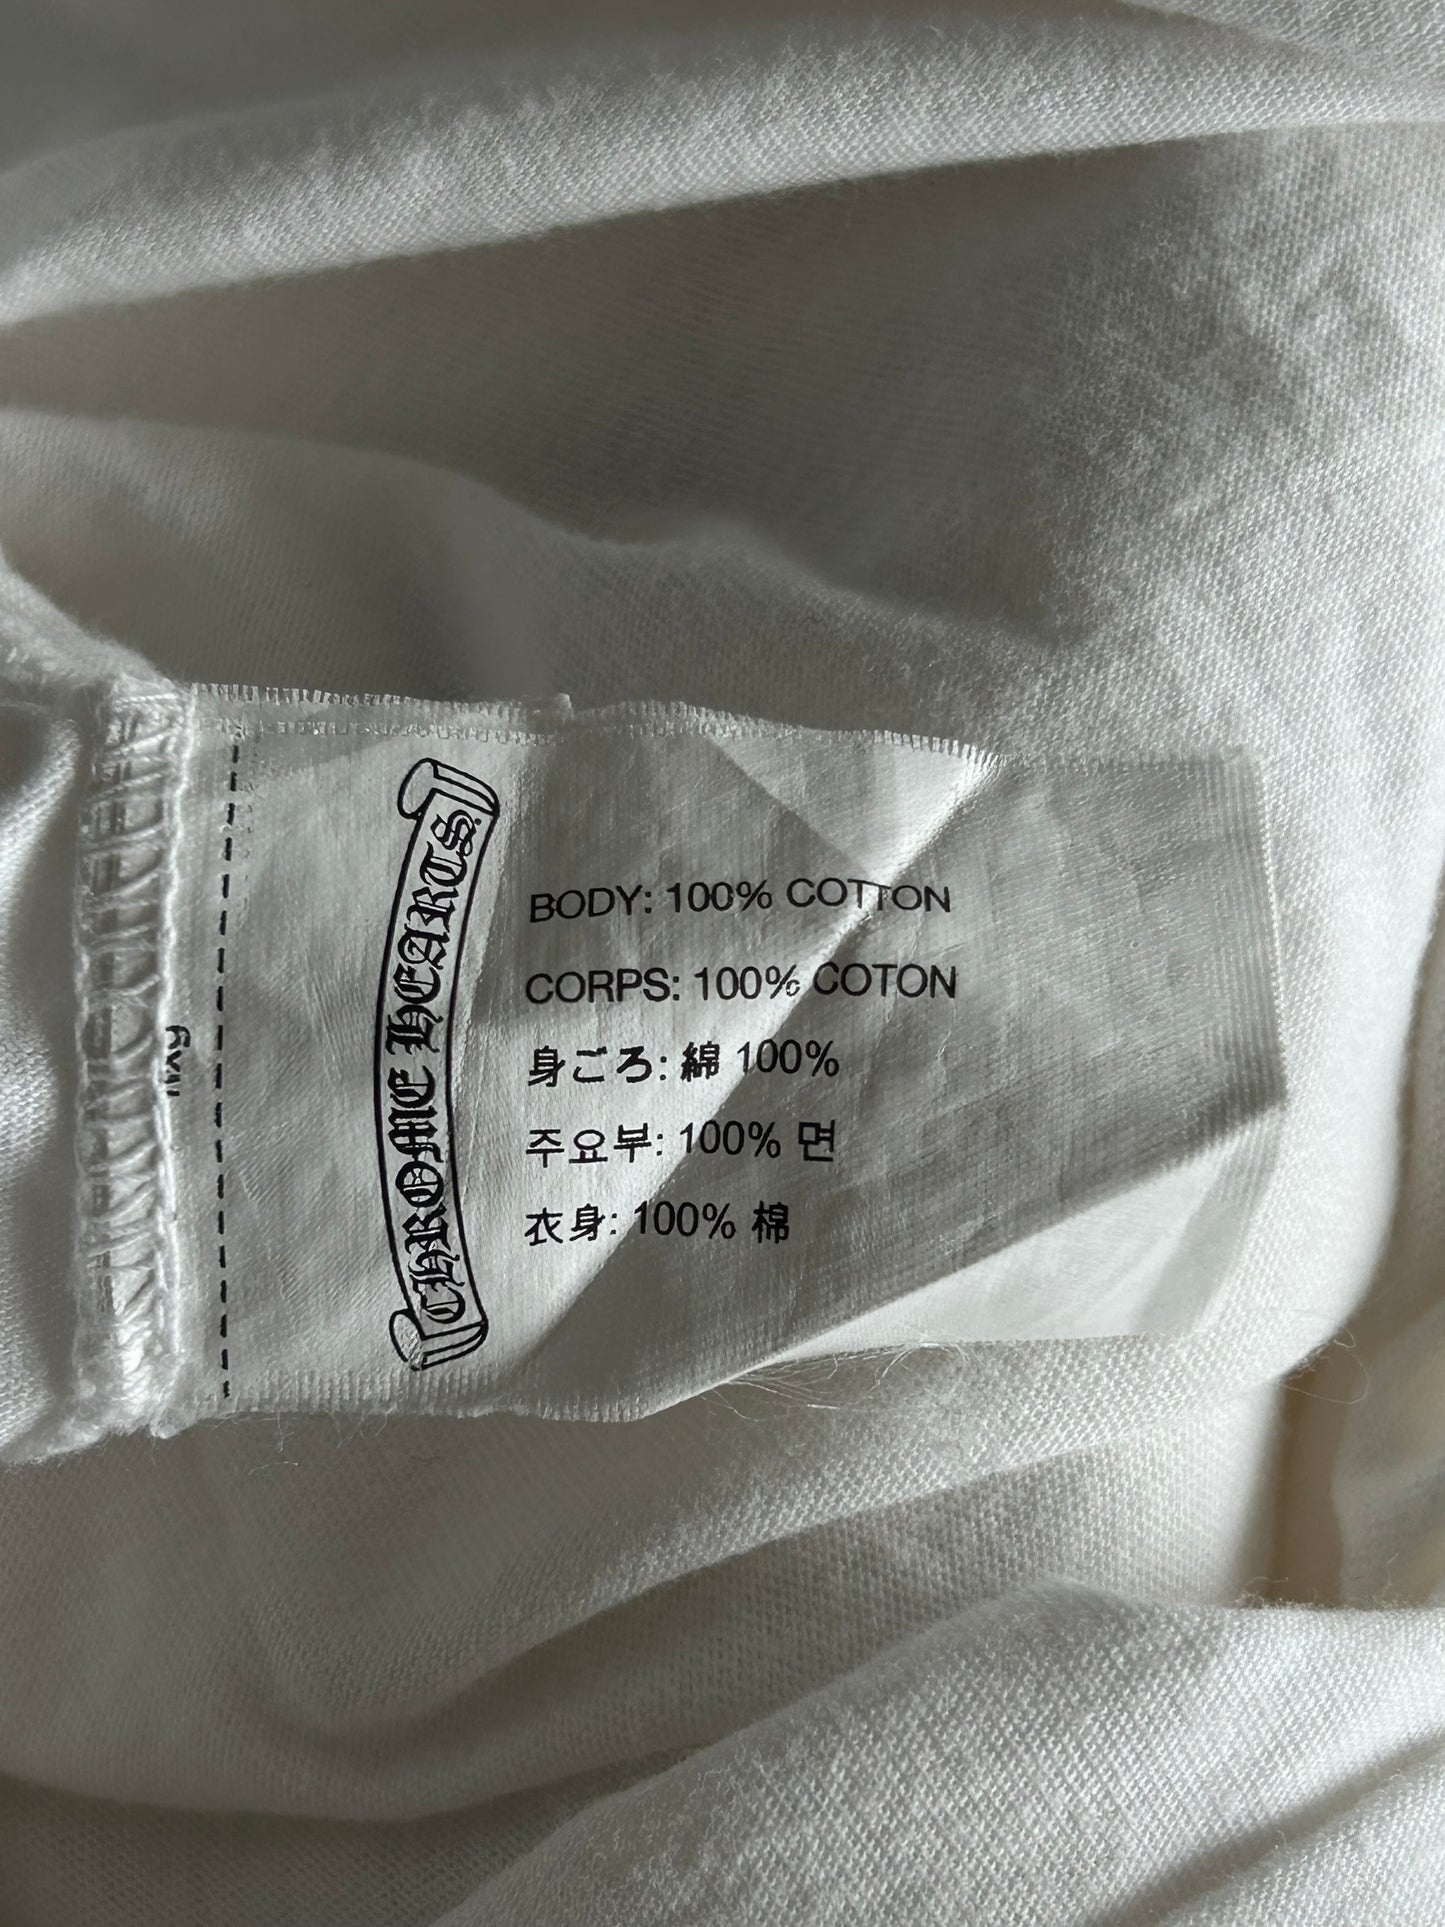 CHROME HEARTS
BODY: 100% COTTON
CORPS: 100% COTON
身ごろ: 綿 100%
주요부: 100% 면
衣身: 100% 棉